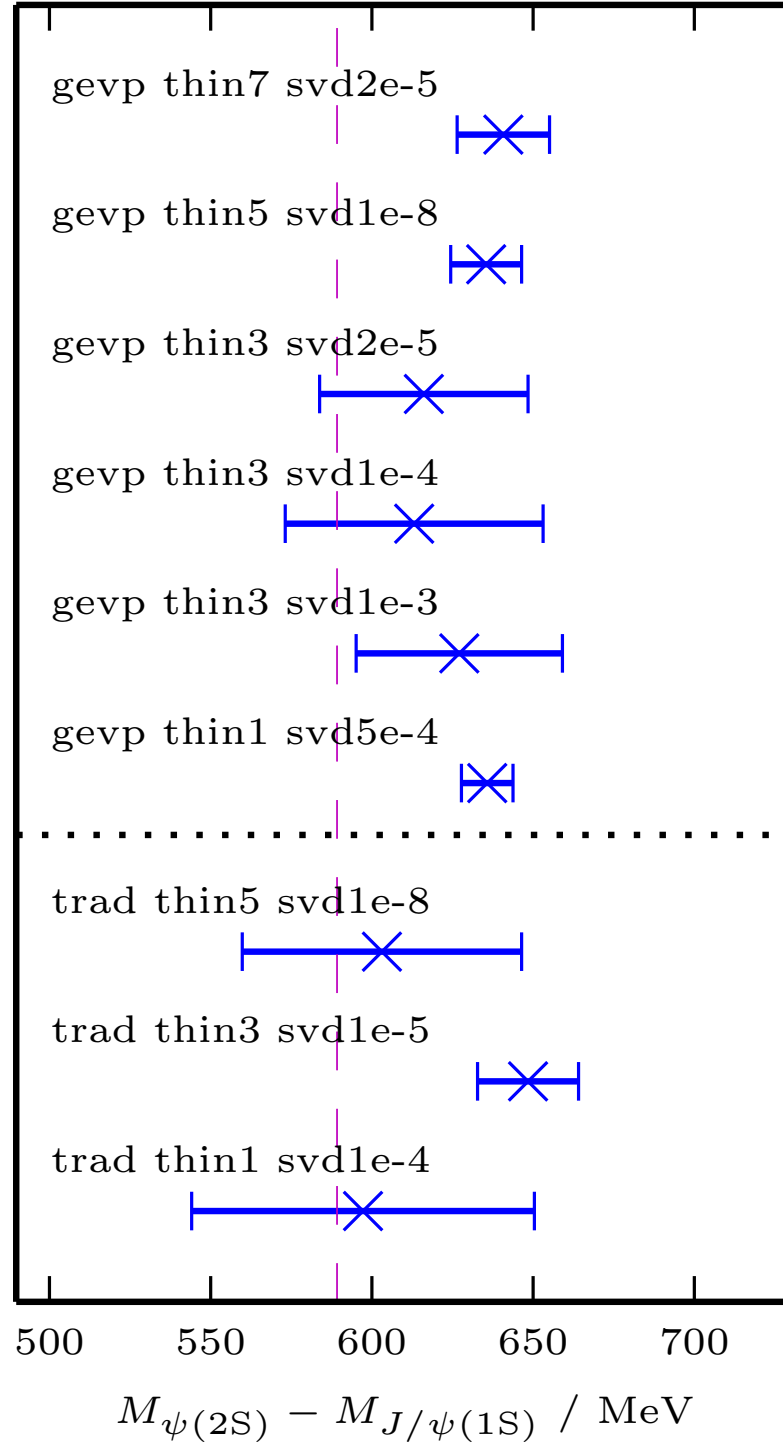 gevp thin7 svd2e-5
gevp thin5 svd1e-8
gevp thin3 svd2e-5
gevp thin3 svd1e-4
gevp thin3 svd1e-3
gevp thin1 svd5e-4
trad thin5 svd1e-8
trad thin3 svd1e-5
trad thin1 svd1e-4
500 550 600 650 700
M_{ψ(2S)} − M_{J/ψ(1S)} / MeV